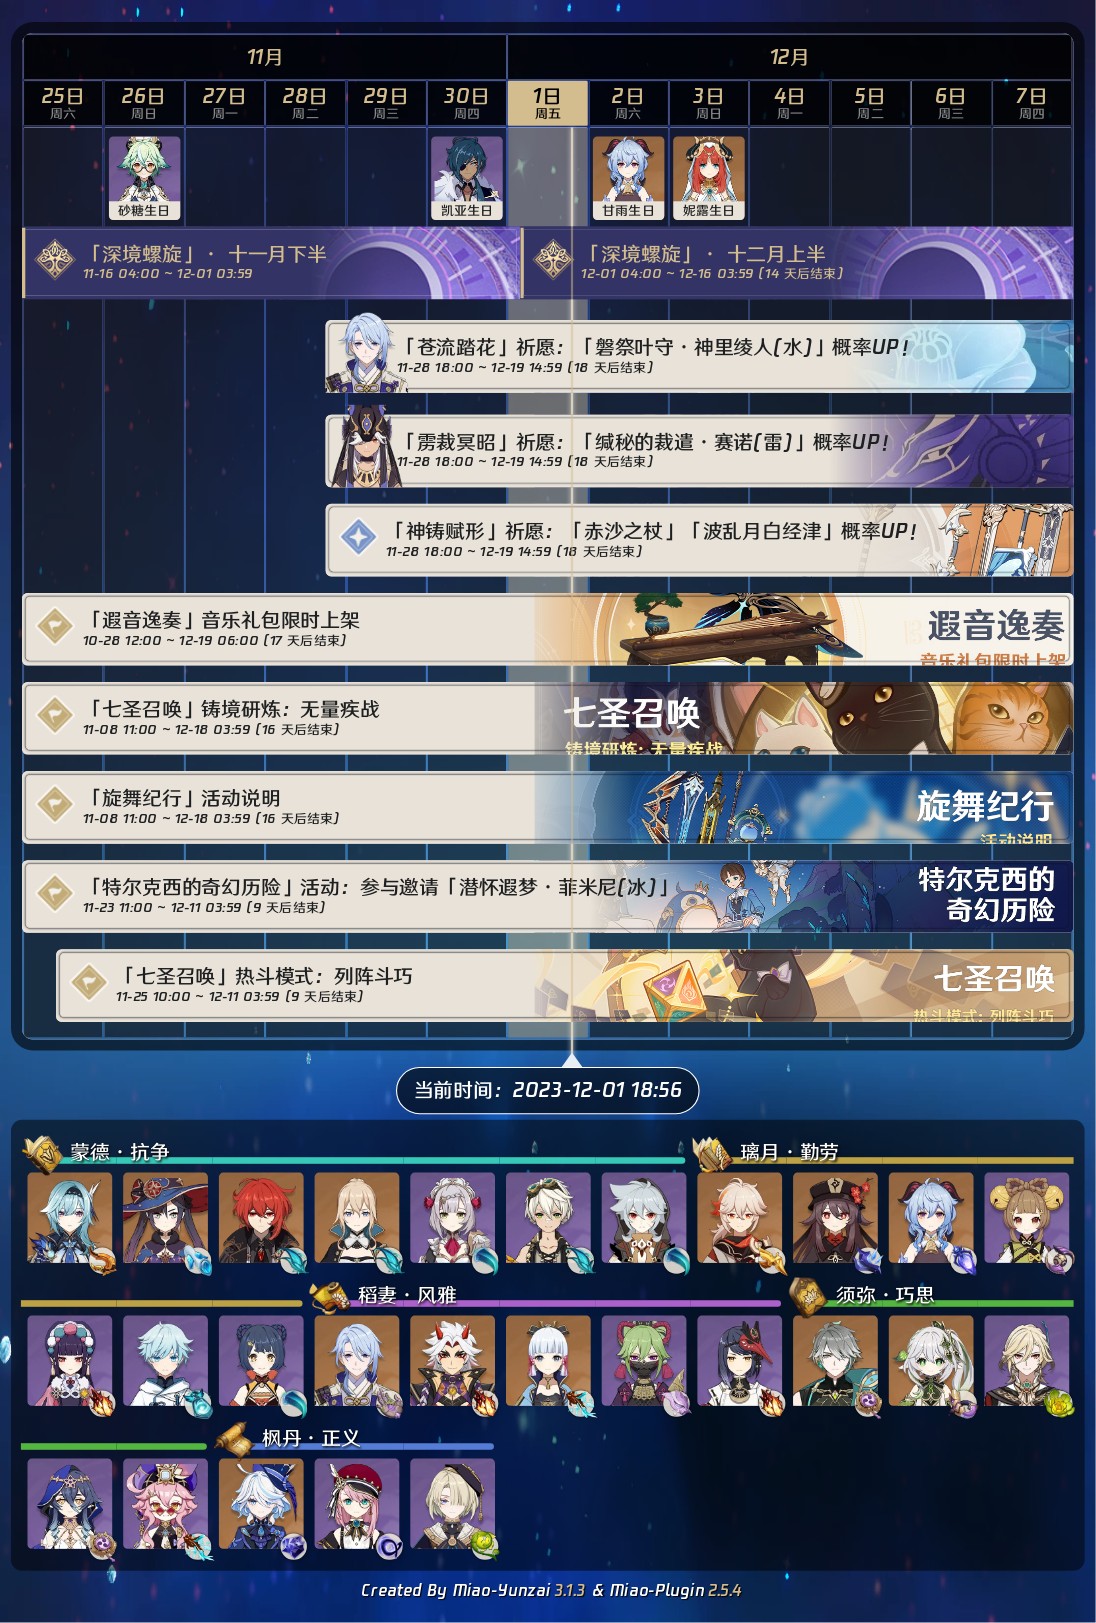 11月
12月
25日
26日
27日
28日
29日
30日
1日
2日
3日
4日
5日
6日
7日
周六
周日
周一
周二
周三
周四
周五
周六
周日
周一
周二
周三
周四
砂糖生日
凯亚生日
甘雨生日
妮露生日
「深境螺旋」· 十一月下半
11-16 04:00 ~ 12-01 03:59
「深境螺旋」· 十二月上半
12-01 04:00 ~ 12-16 03:59 (14 天后结束)
「苍流踏花」祈愿：「磐祭叶守·神里绫人(水)」概率UP!
11-28 18:00 ~ 12-19 14:59 (18 天后结束)
「雳裁冥昭」祈愿：「缄秘的裁遣·赛诺(雷)」概率UP!
11-28 18:00 ~ 12-19 14:59 (18 天后结束)
「神铸赋形」祈愿：「赤沙之杖」「波乱月白经津」概率UP!
11-28 18:00 ~ 12-19 14:59 (18 天后结束)
「遐音逸奏」音乐礼包限时上架
10-28 12:00 ~ 12-19 06:00 (17 天后结束)
遐音逸奏
音乐礼包限时上架
「七圣召唤」铸境研炼：无量疾战
11-08 11:00 ~ 12-18 03:59 (16 天后结束)
七圣召唤
铸境研炼：无量疾战
「旋舞纪行」活动说明
11-08 11:00 ~ 12-18 03:59 (16 天后结束)
旋舞纪行
活动说明
「特尔克西的奇幻历险」活动：参与邀请「潜怀遐梦·菲米尼(冰)」
11-23 11:00 ~ 12-11 03:59 (9 天后结束)
特尔克西的
奇幻历险
「七圣召唤」热斗模式：列阵斗巧
11-25 10:00 ~ 12-11 03:59 (9 天后结束)
七圣召唤
热斗模式：列阵斗巧
当前时间：2023-12-01 18:56
蒙德·抗争
璃月·勤劳
稻妻·风雅
须弥·巧思
枫丹·正义
Created By Miao-Yunzai 3.1.3 & Miao-Plugin 2.5.4